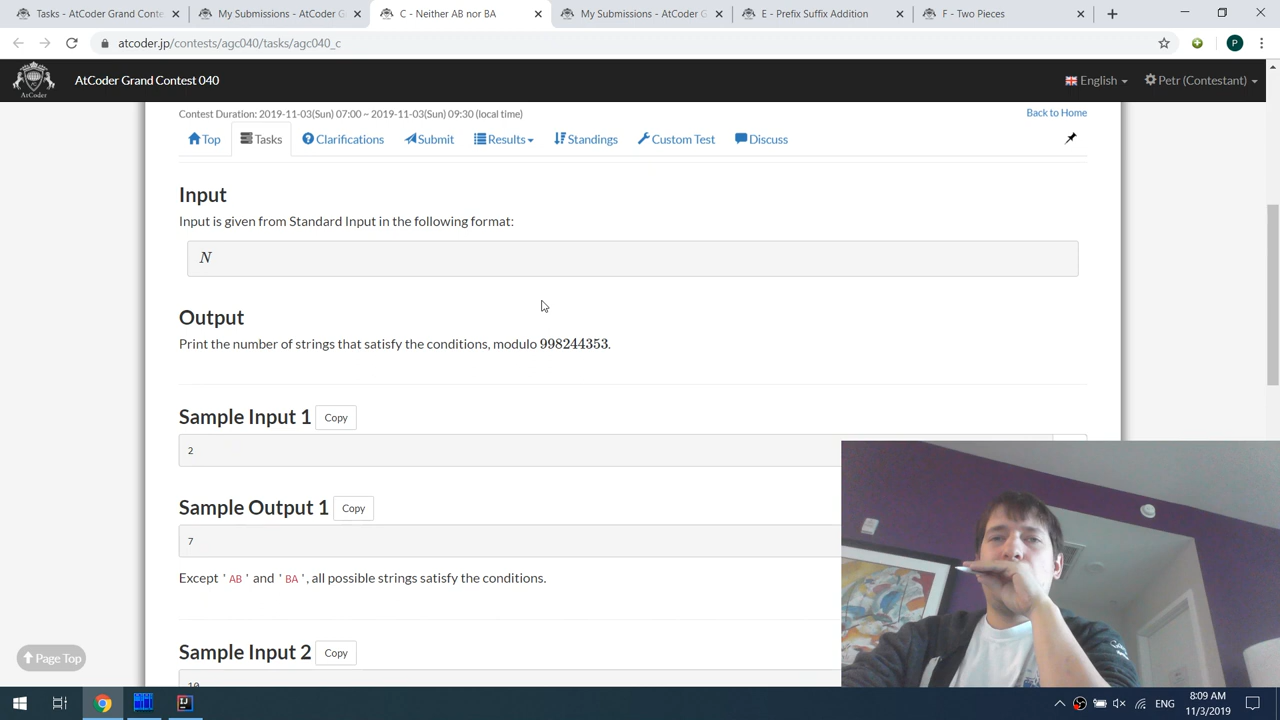 Tasks - AtCoder Grand Conte
My Submissions - AtCoder G
C - Neither AB nor BA
My Submissions - AtCoder G
E - Prefix Suffix Addition
F - Two Pieces
atcoder.jp/contests/agc040/tasks/agc040_c
P
AtCoder Grand Contest 040
English
Petr (Contestant)
Contest Duration: 2019-11-03(Sun) 07:00 ~ 2019-11-03(Sun) 09:30 (local time)
Back to Home
Top
Tasks
Clarifications
Submit
Results
Standings
Custom Test
Discuss
Input
Input is given from Standard Input in the following format:
N
Output
Print the number of strings that satisfy the conditions, modulo 998244353.
Sample Input 1 Copy
2
Sample Output 1 Copy
7
Except 'AB' and 'BA', all possible strings satisfy the conditions.
Sample Input 2 Copy
10
Page Top
ENG
8:09 AM
11/3/2019